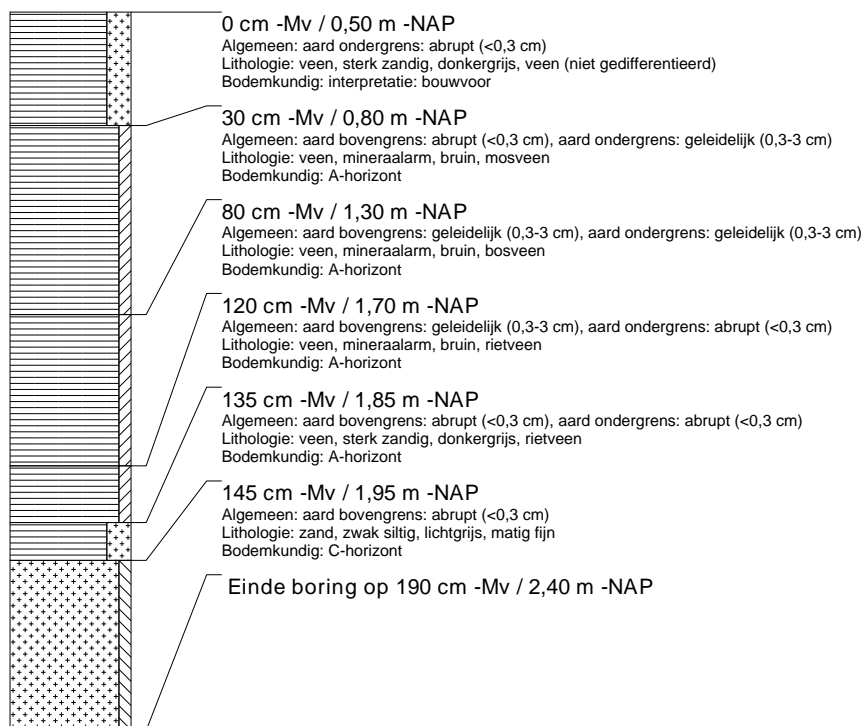 0 cm -Mv / 0,50 m -NAP
Algemeen: aard ondergrens: abrupt (<0,3 cm)
Lithologie: veen, sterk zandig, donkergrijs, veen (niet gedifferentieerd)
Bodemkundig: interpretatie: bouwvoor
30 cm -Mv / 0,80 m -NAP
Algemeen: aard bovengrens: abrupt (<0,3 cm), aard ondergrens: geleidelijk (0,3-3 cm)
Lithologie: veen, mineraalarm, bruin, mosveen
Bodemkundig: A-horizont
80 cm -Mv / 1,30 m -NAP
Algemeen: aard bovengrens: geleidelijk (0,3-3 cm), aard ondergrens: geleidelijk (0,3-3 cm)
Lithologie: veen, mineraalarm, bruin, bosveen
Bodemkundig: A-horizont
120 cm -Mv / 1,70 m -NAP
Algemeen: aard bovengrens: geleidelijk (0,3-3 cm), aard ondergrens: abrupt (<0,3 cm)
Lithologie: veen, mineraalarm, bruin, rietveen
Bodemkundig: A-horizont
135 cm -Mv / 1,85 m -NAP
Algemeen: aard bovengrens: abrupt (<0,3 cm), aard ondergrens: abrupt (<0,3 cm)
Lithologie: veen, sterk zandig, donkergrijs, rietveen
Bodemkundig: A-horizont
145 cm -Mv / 1,95 m -NAP
Algemeen: aard bovengrens: abrupt (<0,3 cm)
Lithologie: zand, zwak siltig, lichtgrijs, matig fijn
Bodemkundig: C-horizont
Einde boring op 190 cm -Mv / 2,40 m -NAP